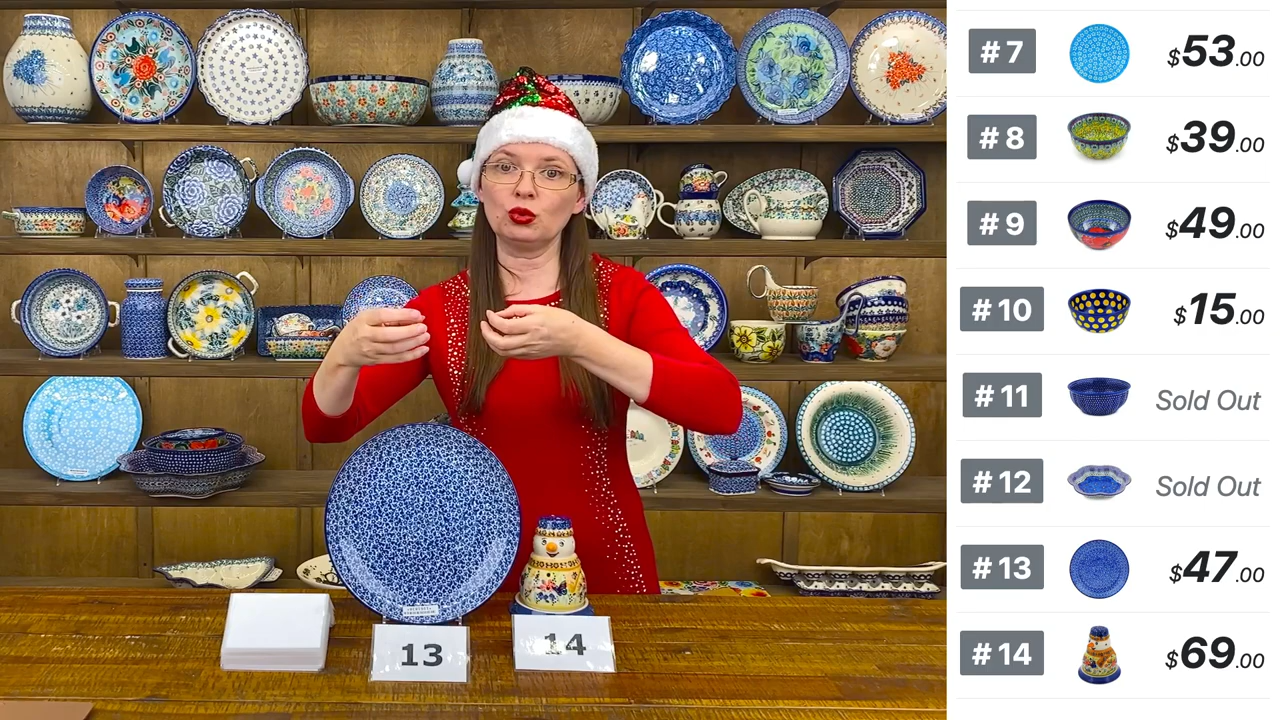 # 7 $53.00
# 8 $39.00
# 9 $49.00
# 10 $15.00
# 11 Sold Out
# 12 Sold Out
# 13 $47.00
# 14 $69.00
HOHOHO
13
14